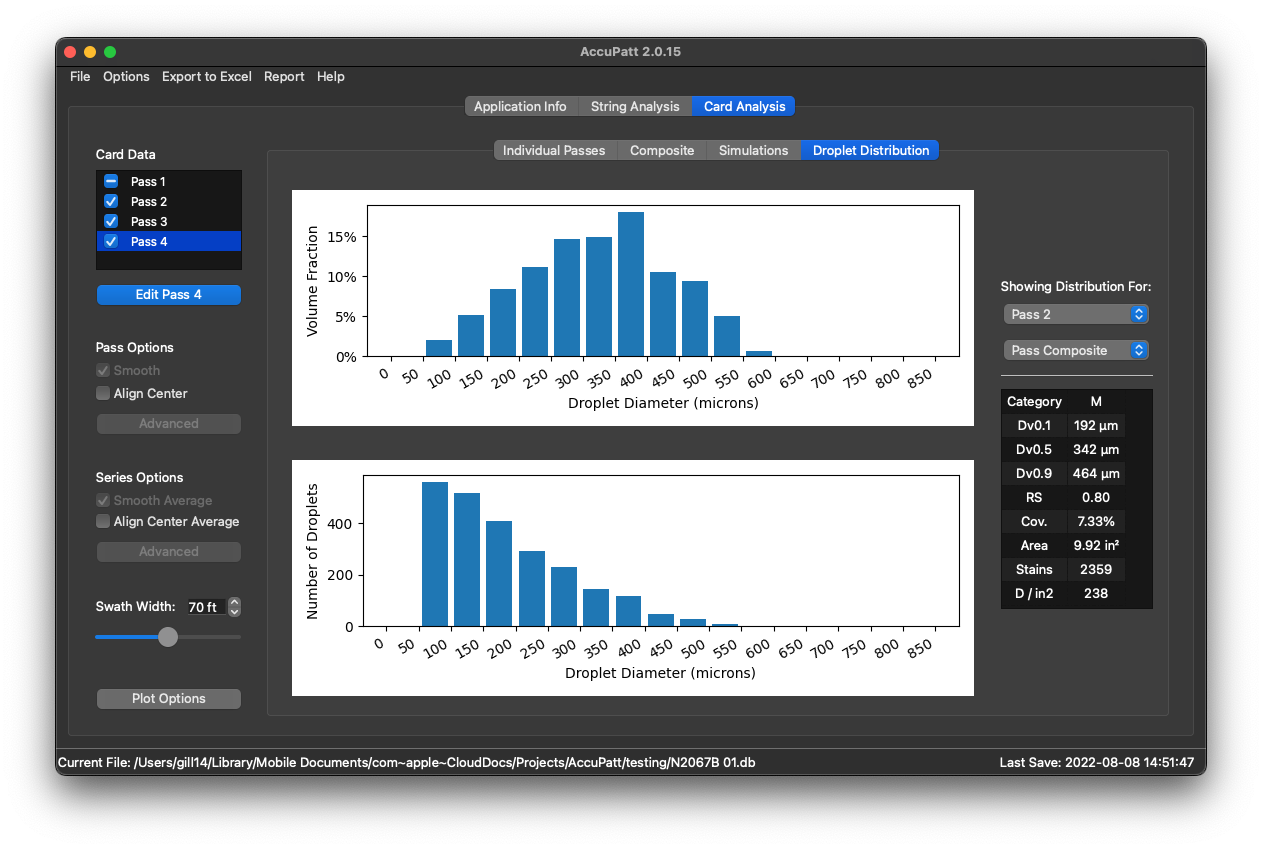 AccuPatt 2.0.15
File Options Export to Excel Report Help
Application Info String Analysis Card Analysis
Individual Passes Composite Simulations Droplet Distribution
Card Data
Pass 1
Pass 2
Pass 3
Pass 4
Edit Pass 4
Pass Options
Smooth
Align Center
Advanced
Series Options
Smooth Average
Align Center Average
Advanced
Swath Width: 70 ft
Plot Options
Volume Fraction
15%
10%
5%
0%
0 50 100 150 200 250 300 350 400 450 500 550 600 650 700 750 800 850
Droplet Diameter (microns)
Number of Droplets
400
200
0
0 50 100 150 200 250 300 350 400 450 500 550 600 650 700 750 800 850
Droplet Diameter (microns)
Showing Distribution For:
Pass 2
Pass Composite
Category M
Dv0.1 192 µm
Dv0.5 342 µm
Dv0.9 464 µm
RS 0.80
Cov. 7.33%
Area 9.92 in²
Stains 2359
D / in2 238
Current File: /Users/gill14/Library/Mobile Documents/com~apple~CloudDocs/Projects/AccuPatt/testing/N2067B 01.db
Last Save: 2022-08-08 14:51:47